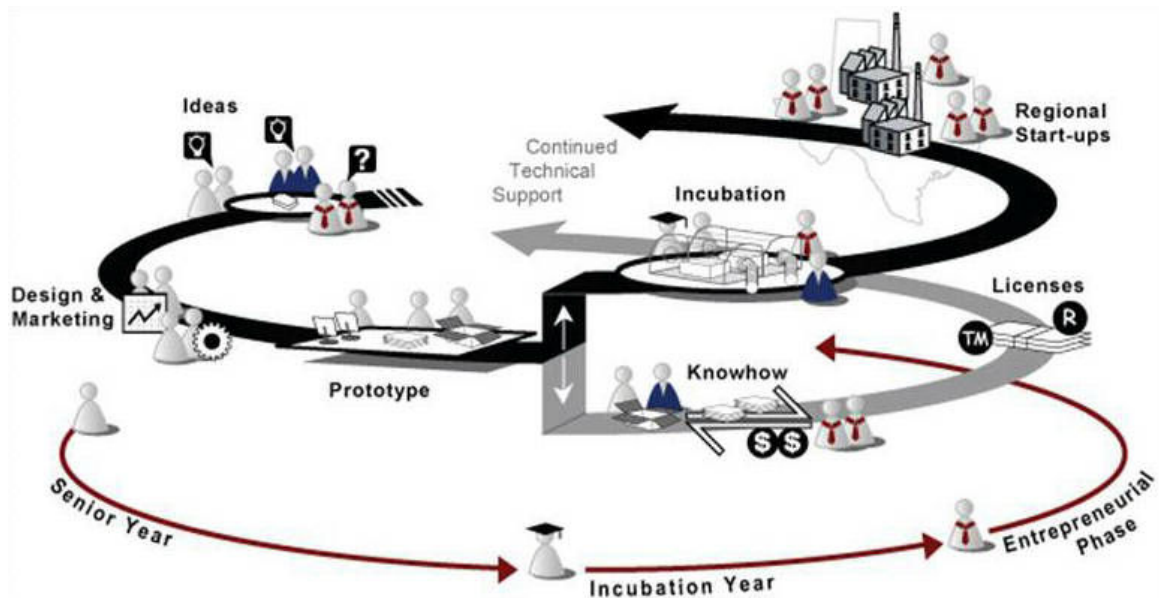 Ideas
?
Continued
Technical
Support
Incubation
Regional
Start-ups
Design &
Marketing
Prototype
Licenses
TM
R
Knowhow
$$
Senior Year
Incubation Year
Entrepreneurial
Phase